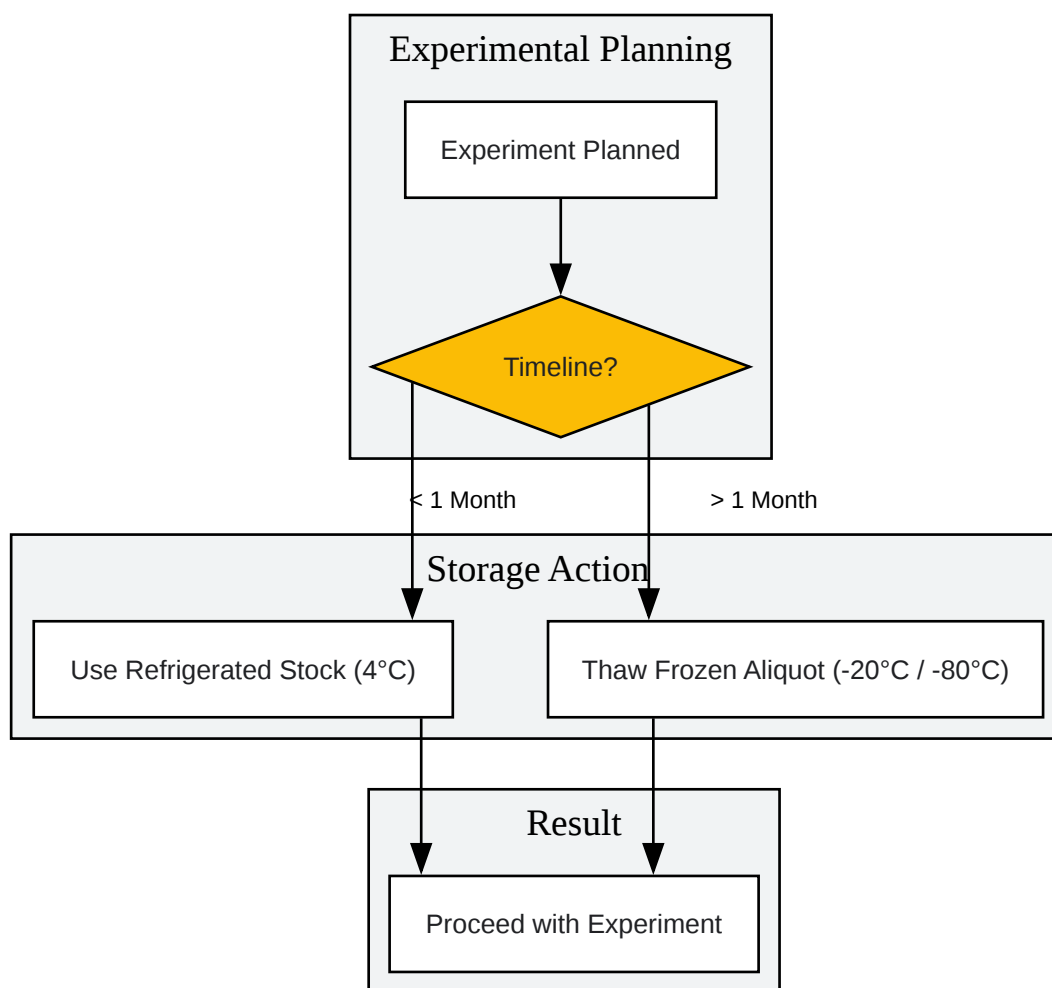 Experimental Planning
Experiment Planned
Timeline?
< 1 Month
> 1 Month
Storage Action
Use Refrigerated Stock (4°C)
Thaw Frozen Aliquot (-20°C / -80°C)
Result
Proceed with Experiment